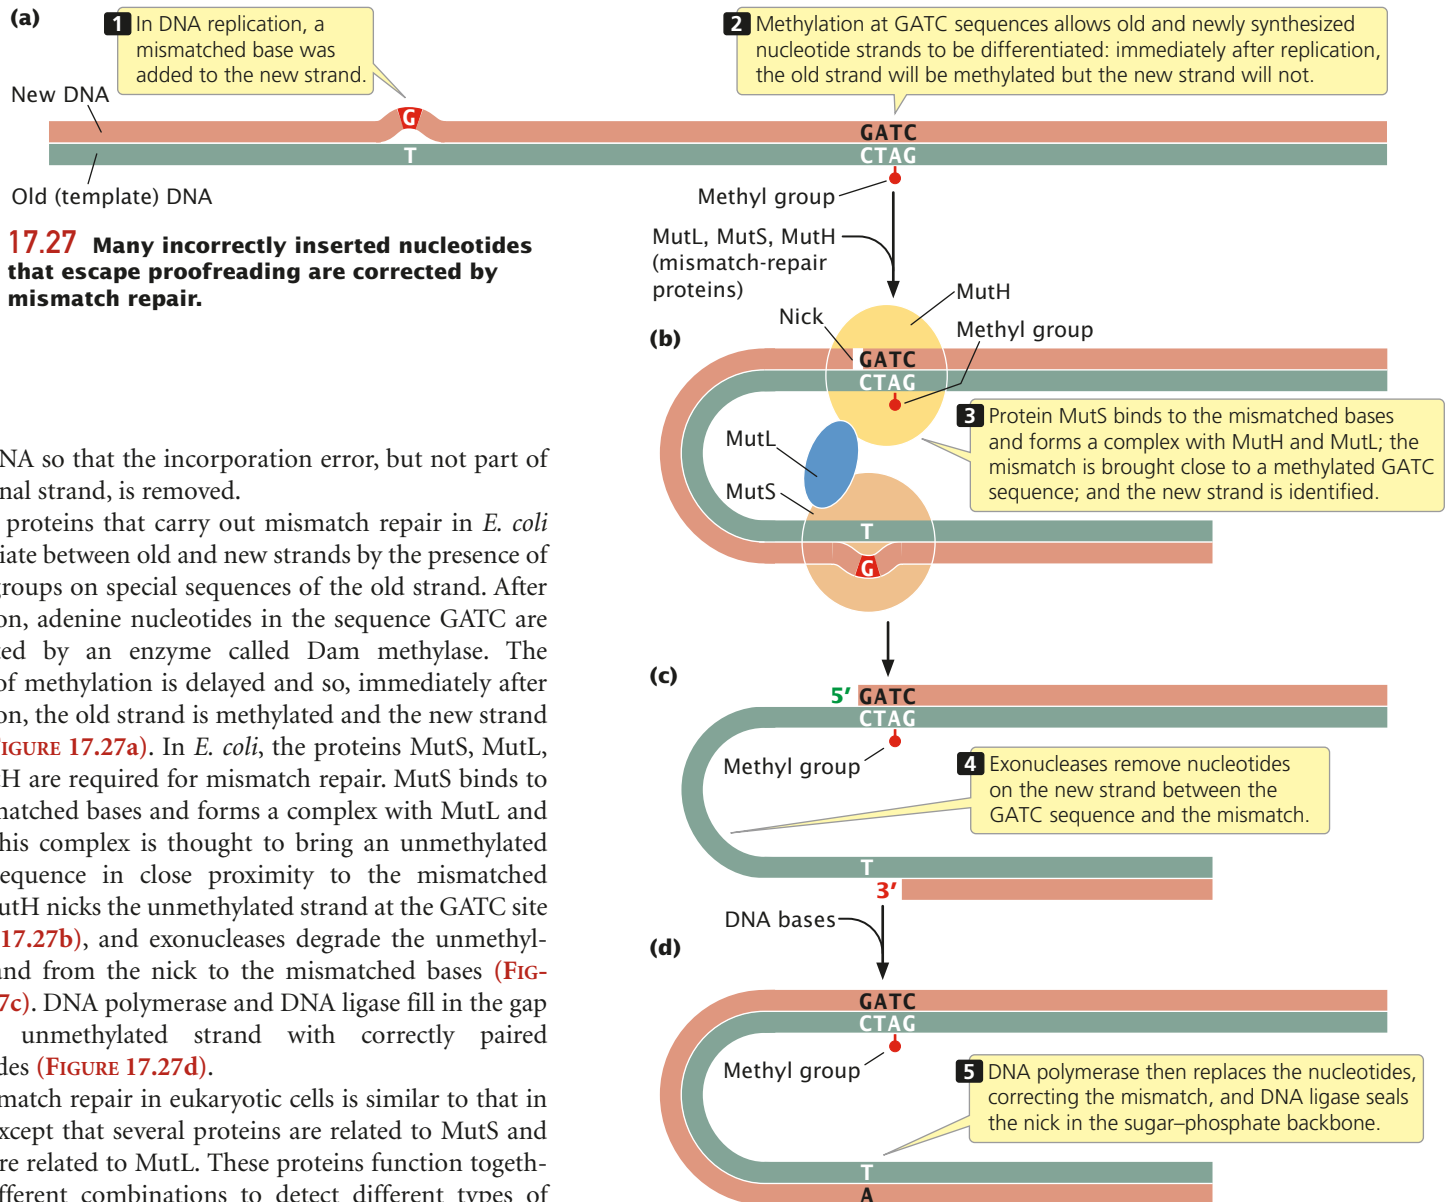 (a)
1 In DNA replication, a
mismatched base was
added to the new strand.
2 Methylation at GATC sequences allows old and newly synthesized
nucleotide strands to be differentiated: immediately after replication,
the old strand will be methylated but the new strand will not.
New DNA
G
T
GATC
CTAG
Old (template) DNA
Methyl group
17.27 Many incorrectly inserted nucleotides
that escape proofreading are corrected by
mismatch repair.
MutL, MutS, MutH
(mismatch-repair
proteins)
(b)
Nick
MutH
Methyl group
GATC
CTAG
3 Protein MutS binds to the mismatched bases
and forms a complex with MutH and MutL; the
mismatch is brought close to a methylated GATC
sequence; and the new strand is identified.
MutL
MutS
T
G
NA so that the incorporation error, but not part of
nal strand, is removed.
proteins that carry out mismatch repair in E. coli
iate between old and new strands by the presence of
groups on special sequences of the old strand. After
on, adenine nucleotides in the sequence GATC are
ed by an enzyme called Dam methylase. The
of methylation is delayed and so, immediately after
on, the old strand is methylated and the new strand
FIGURE 17.27a). In E. coli, the proteins MutS, MutL,
tH are required for mismatch repair. MutS binds to
matched bases and forms a complex with MutL and
his complex is thought to bring an unmethylated
equence in close proximity to the mismatched
utH nicks the unmethylated strand at the GATC site
17.27b), and exonucleases degrade the unmethyl-
and from the nick to the mismatched bases (FIG-
7c). DNA polymerase and DNA ligase fill in the gap
unmethylated strand with correctly paired
des (FIGURE 17.27d).
match repair in eukaryotic cells is similar to that in
xcept that several proteins are related to MutS and
re related to MutL. These proteins function togeth-
fferent combinations to detect different types of
(c)
5′ GATC
CTAG
Methyl group
4 Exonucleases remove nucleotides
on the new strand between the
GATC sequence and the mismatch.
T
3′
DNA bases
(d)
GATC
CTAG
Methyl group
5 DNA polymerase then replaces the nucleotides,
correcting the mismatch, and DNA ligase seals
the nick in the sugar–phosphate backbone.
T
A